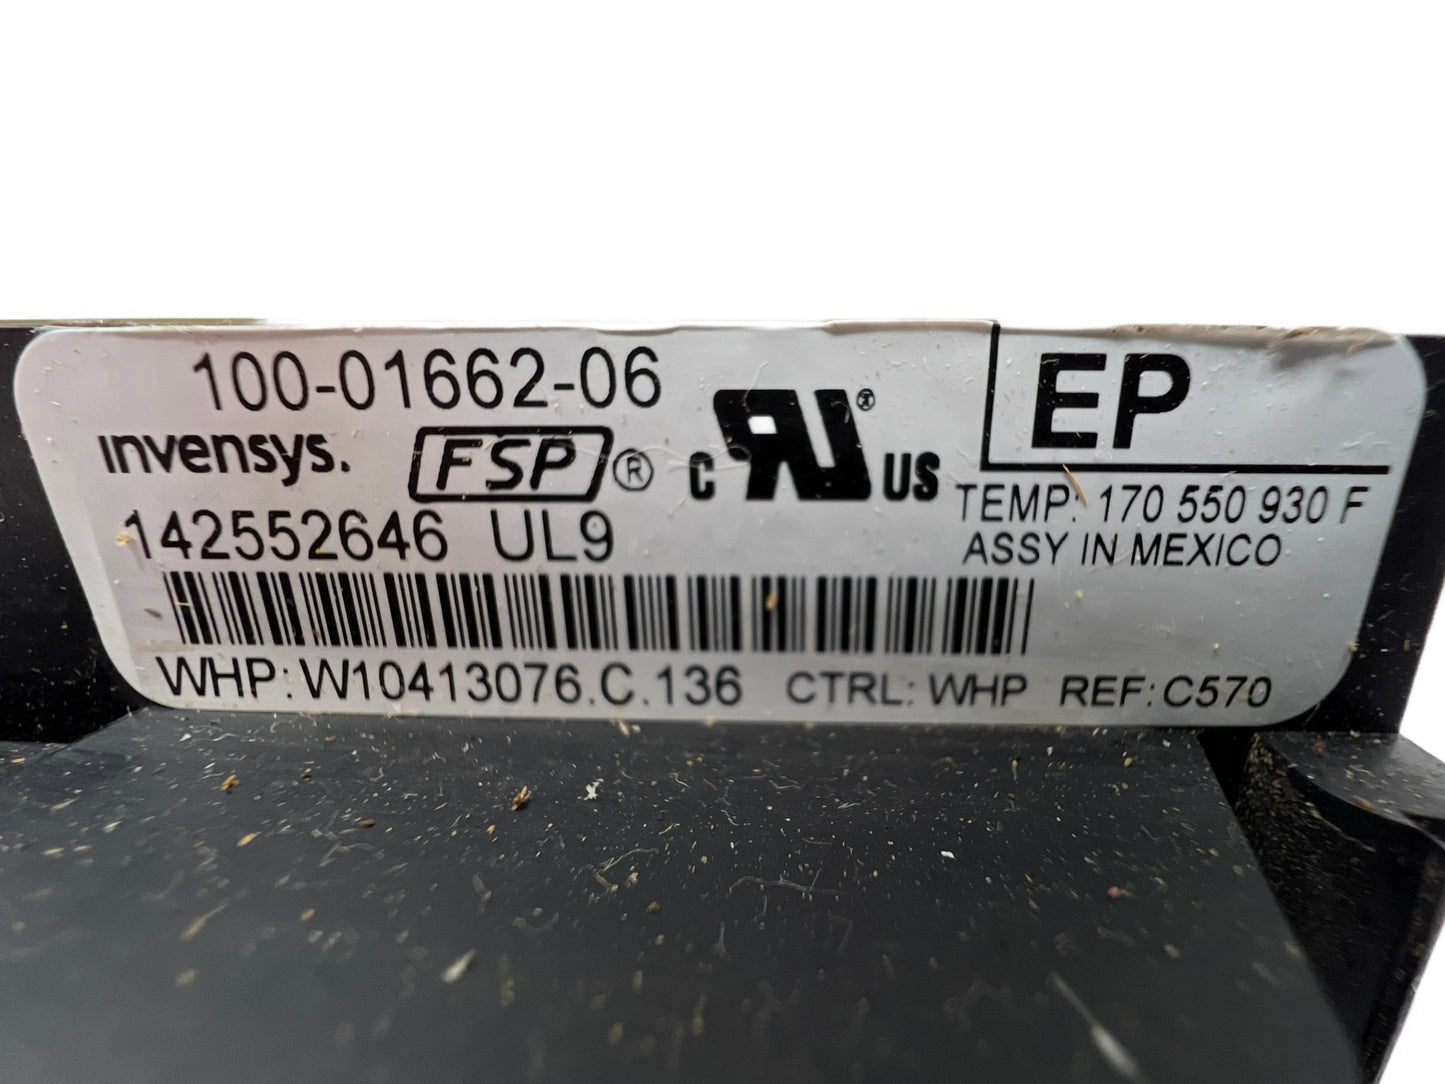 100-01662-06
invensys. FSP® c RU® US
EP
142552646 UL9
TEMP: 170 550 930 F
ASSY IN MEXICO
WHP: W10413076.C.136 CTRL: WHP REF: C570